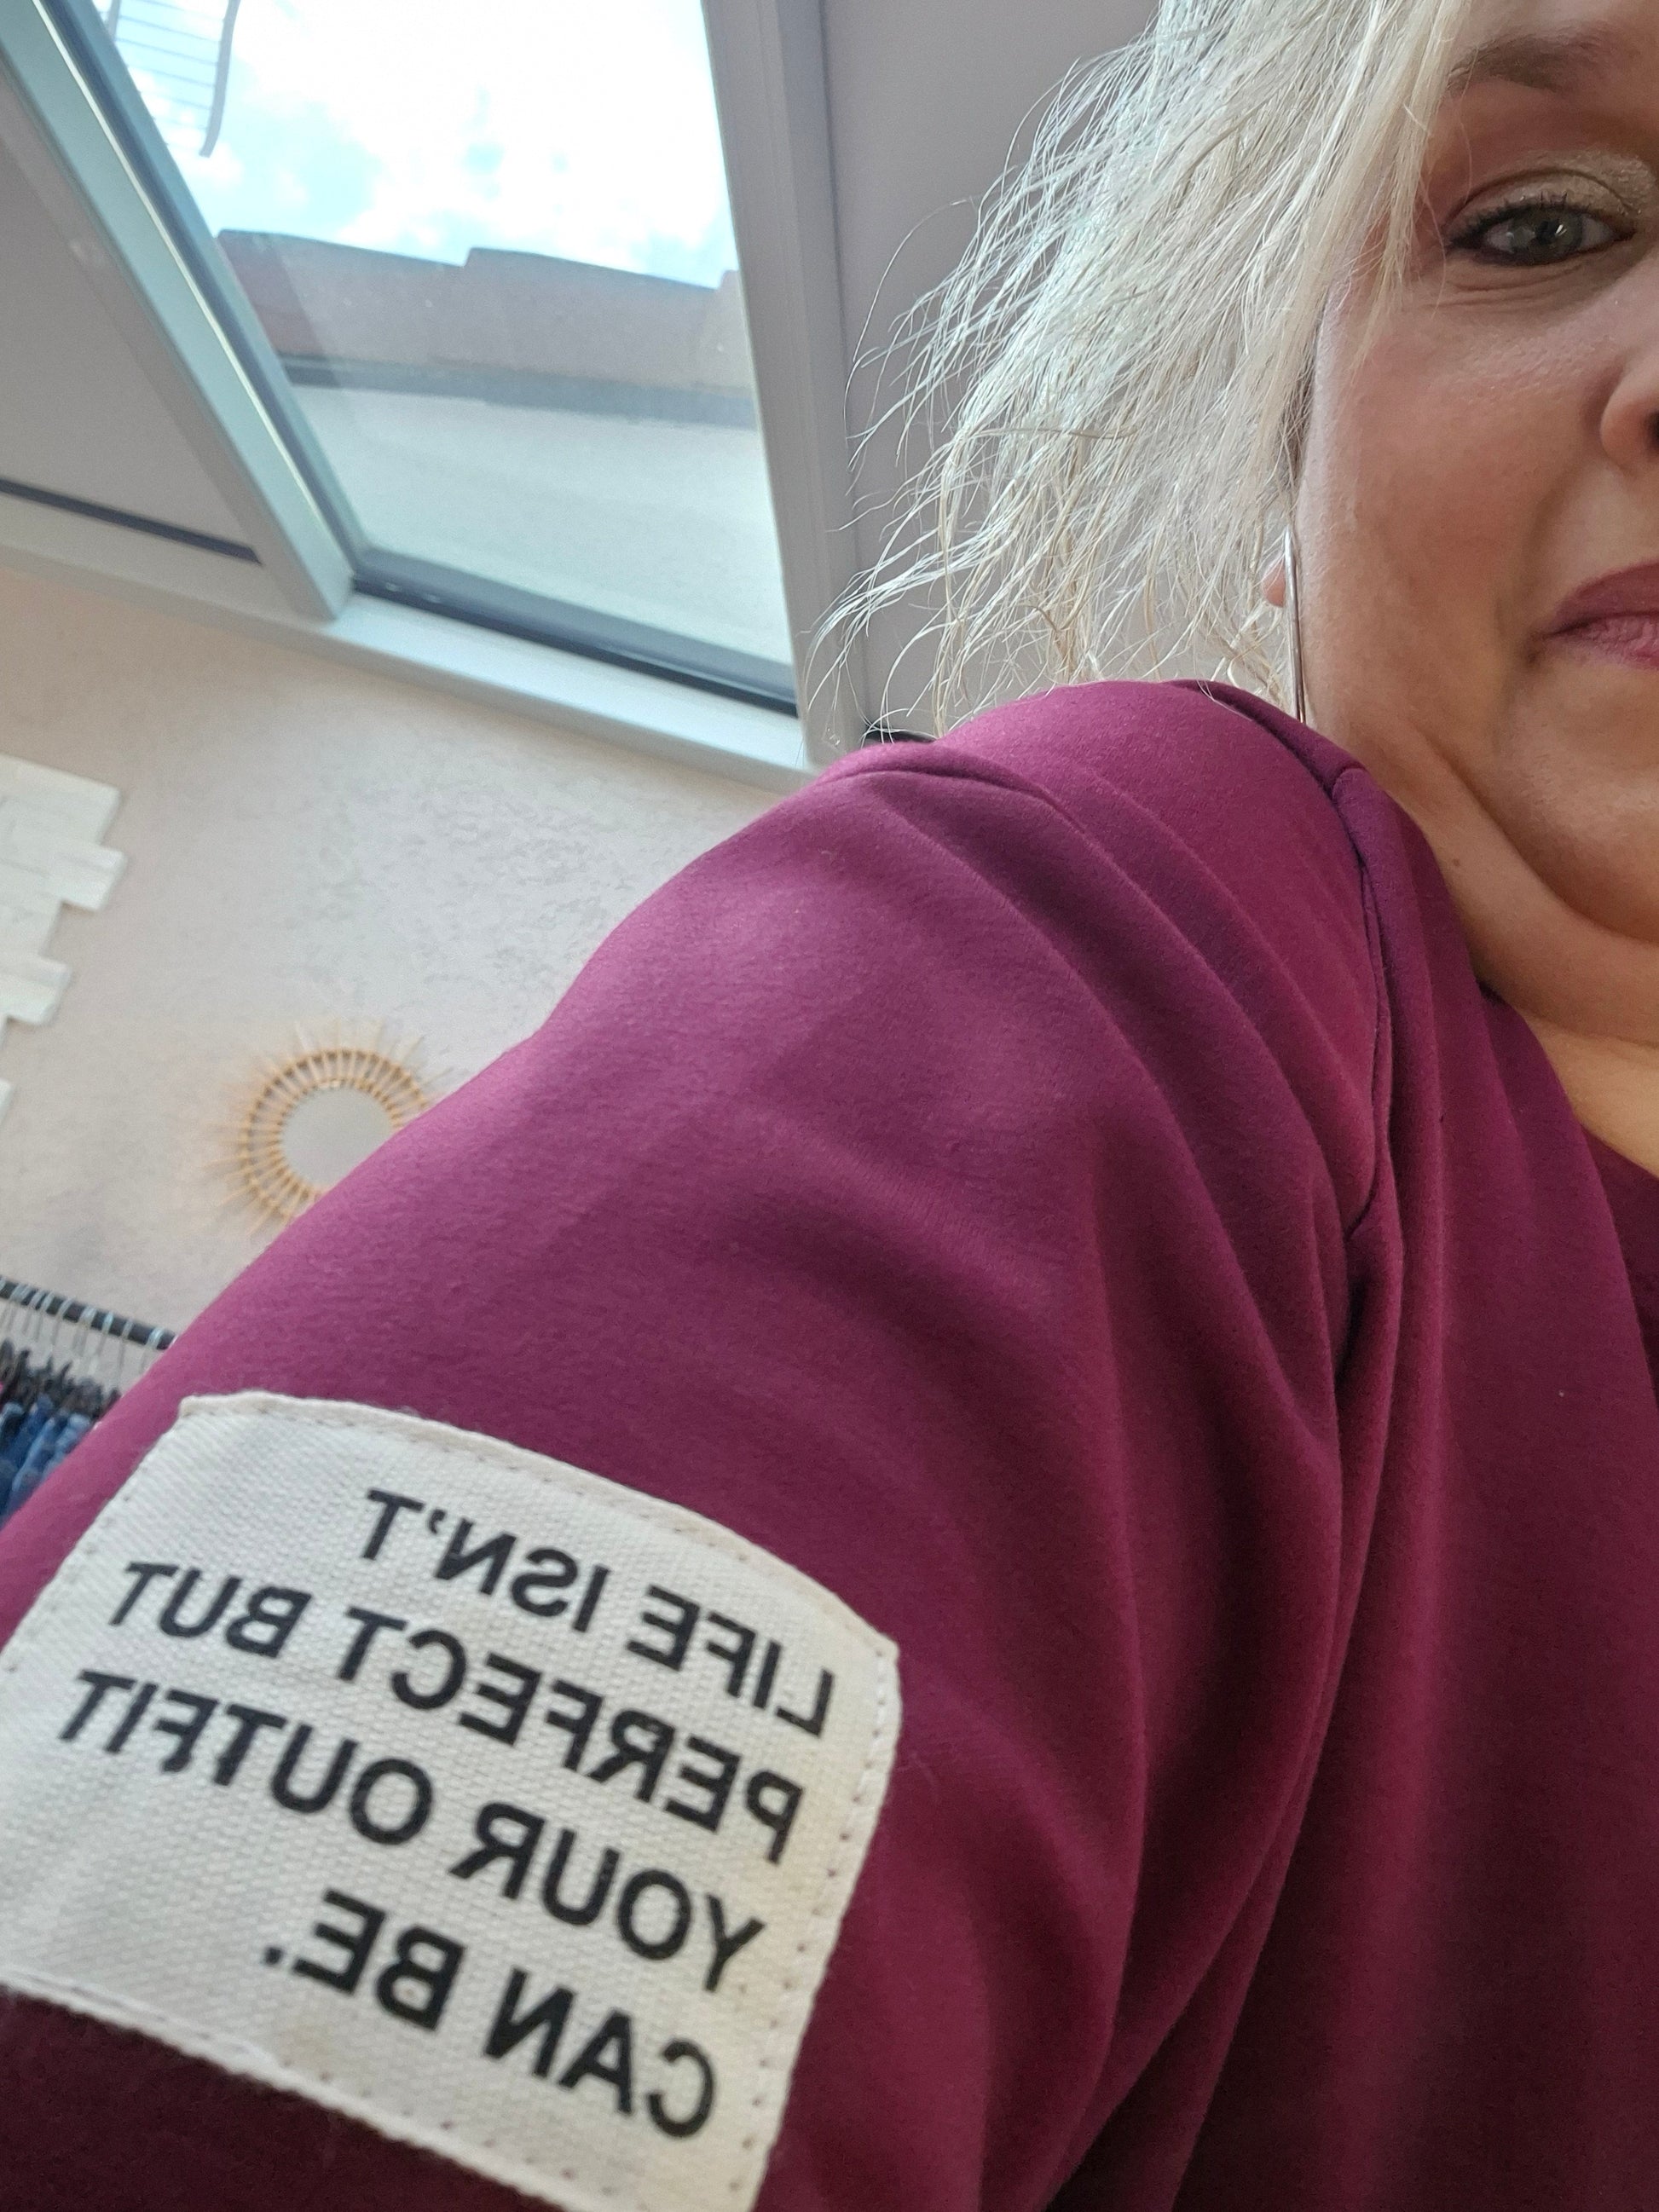 LIFE ISN'T
PERFECT BUT
YOUR OUTFIT
CAN BE.